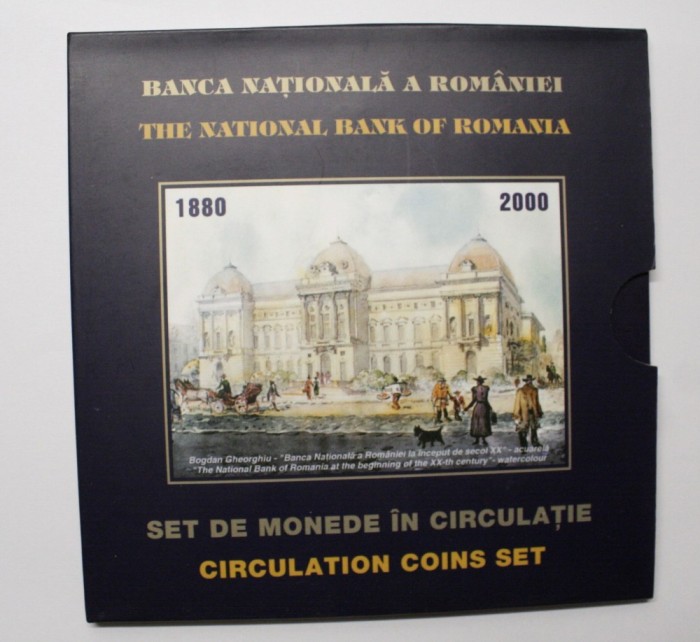 BANCA NAȚIONALĂ A ROMÂNIEI
THE NATIONAL BANK OF ROMANIA
1880 2000
Bogdan Gheorghiu - "Banca Nationalǎ a României la început de secol XX" - acuarelǎ
- "The National Bank of Romania at the beginning of the XX-th century" - watercolour
SET DE MONEDE ÎN CIRCULAȚIE
CIRCULATION COINS SET